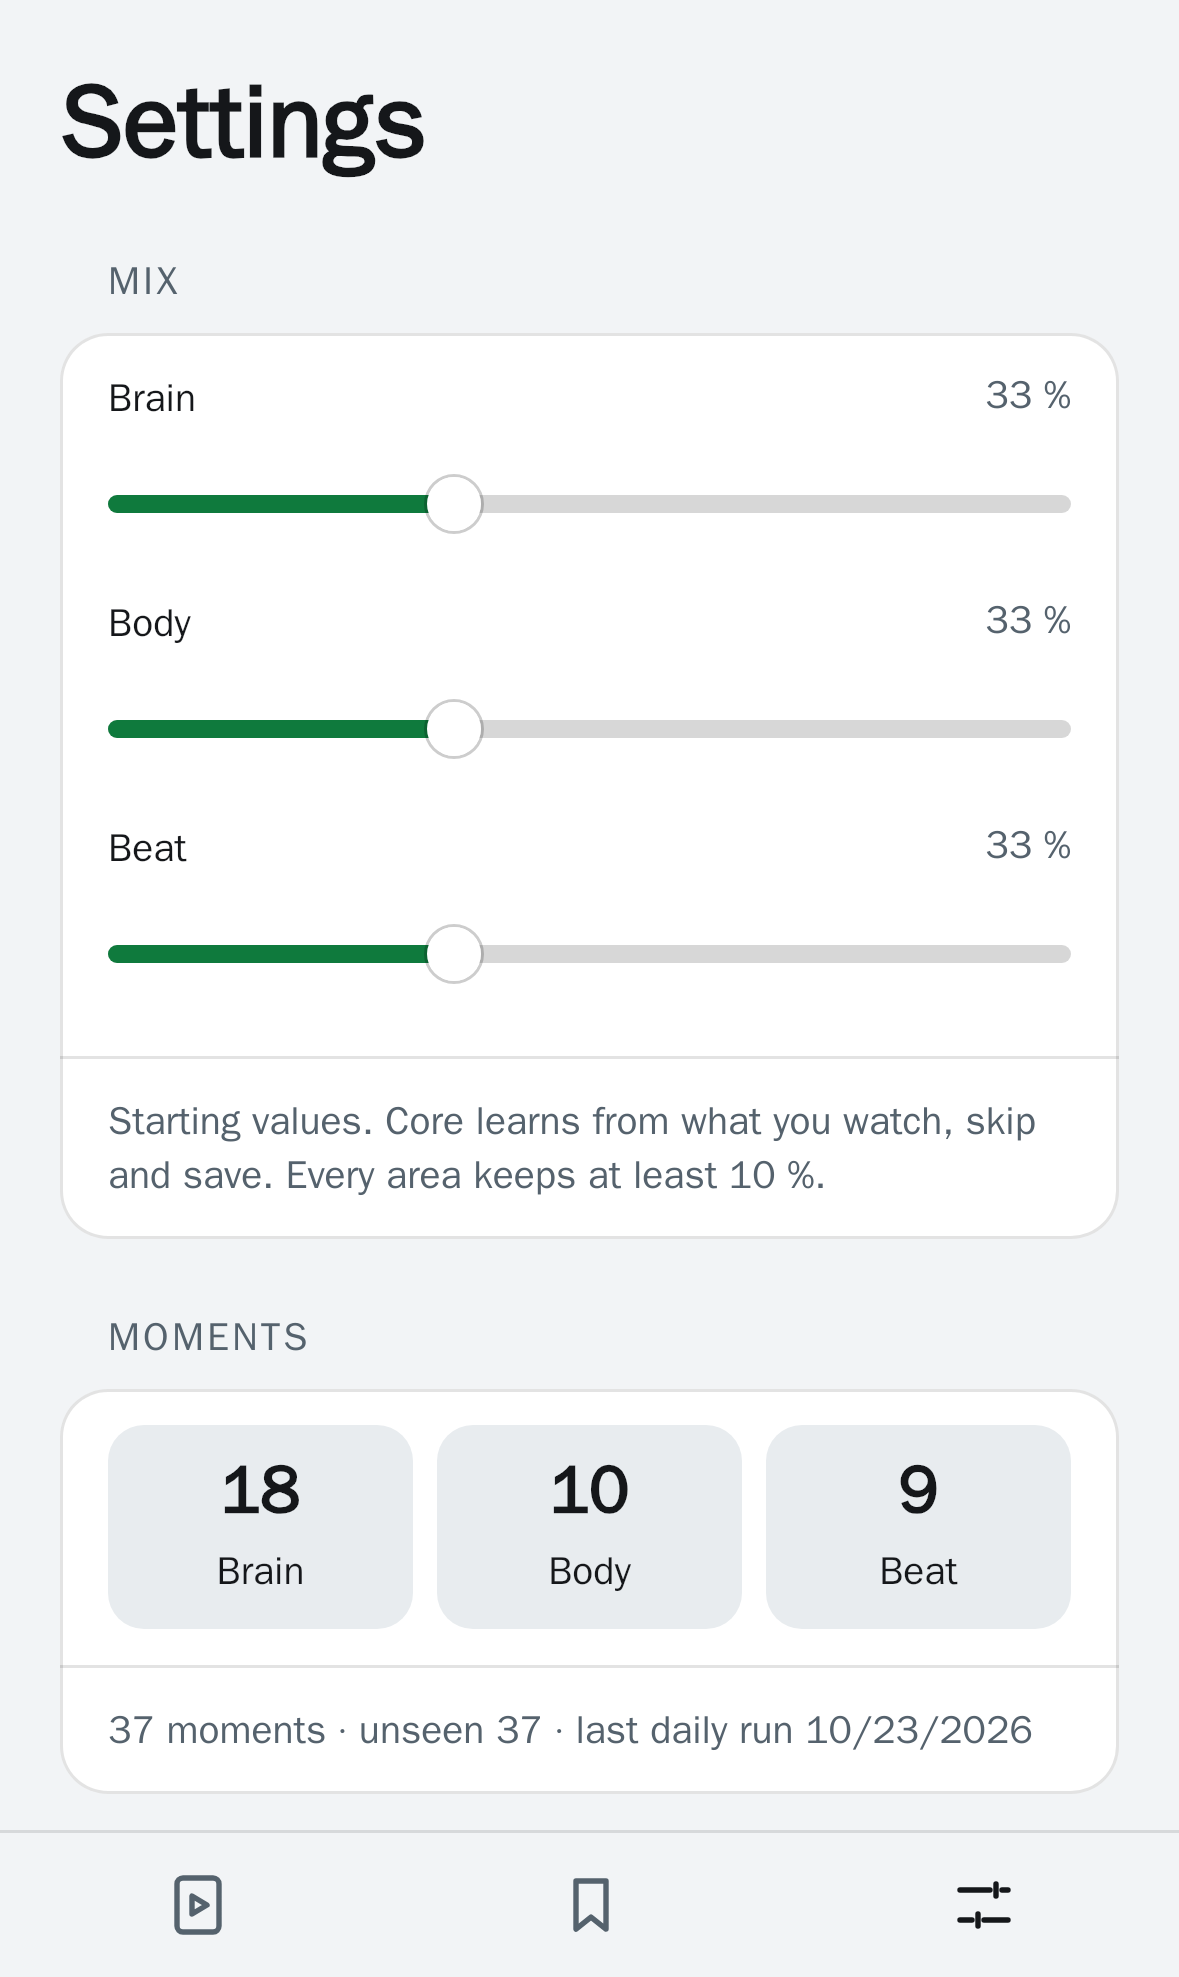 Settings
MIX
Brain 33 %
Body 33 %
Beat 33 %
Starting values. Core learns from what you watch, skip
and save. Every area keeps at least 10 %.
MOMENTS
18 10 9
Brain Body Beat
37 moments · unseen 37 · last daily run 10/23/2026